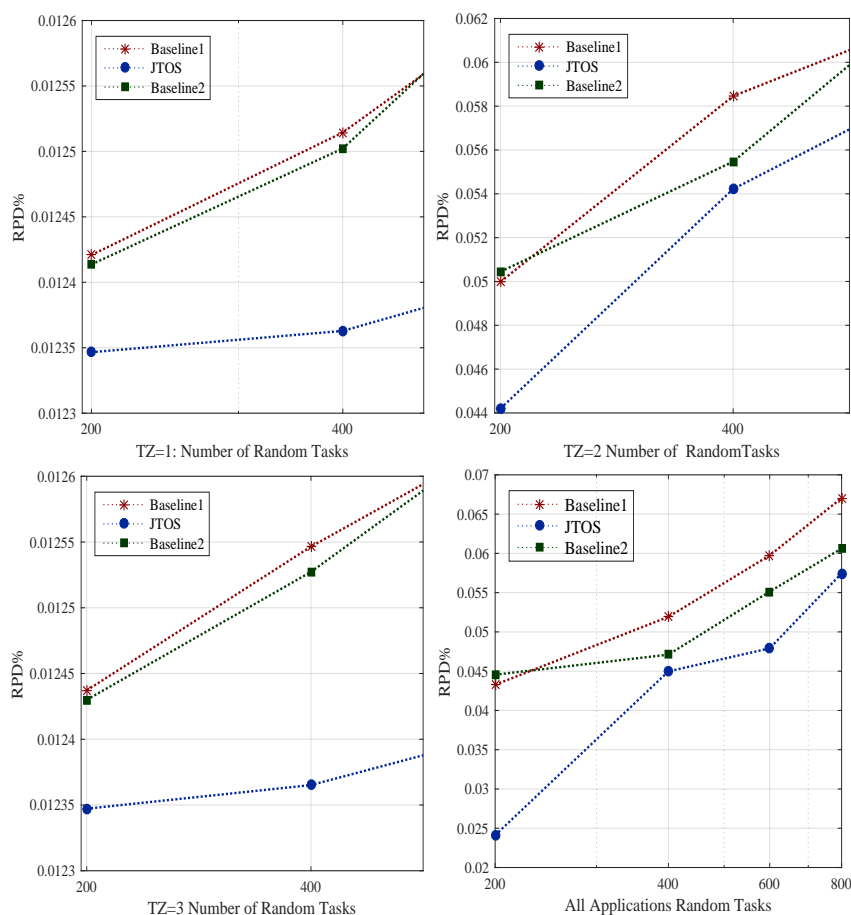 0.0126
0.01255
0.0125
0.01245
0.0124
0.01235
0.0123
RPD%
Baseline1
JTOS
Baseline2
200
400
TZ=1: Number of Random Tasks
0.062
0.06
0.058
0.056
0.054
0.052
0.05
0.048
0.046
0.044
RPD%
Baseline1
JTOS
Baseline2
200
400
TZ=2 Number of RandomTasks
0.0126
0.01255
0.0125
0.01245
0.0124
0.01235
0.0123
RPD%
Baseline1
JTOS
Baseline2
200
400
TZ=3 Number of Random Tasks
0.07
0.065
0.06
0.055
0.05
0.045
0.04
0.035
0.03
0.025
0.02
RPD%
Baseline1
JTOS
Baseline2
200
400
600
800
All Applications Random Tasks